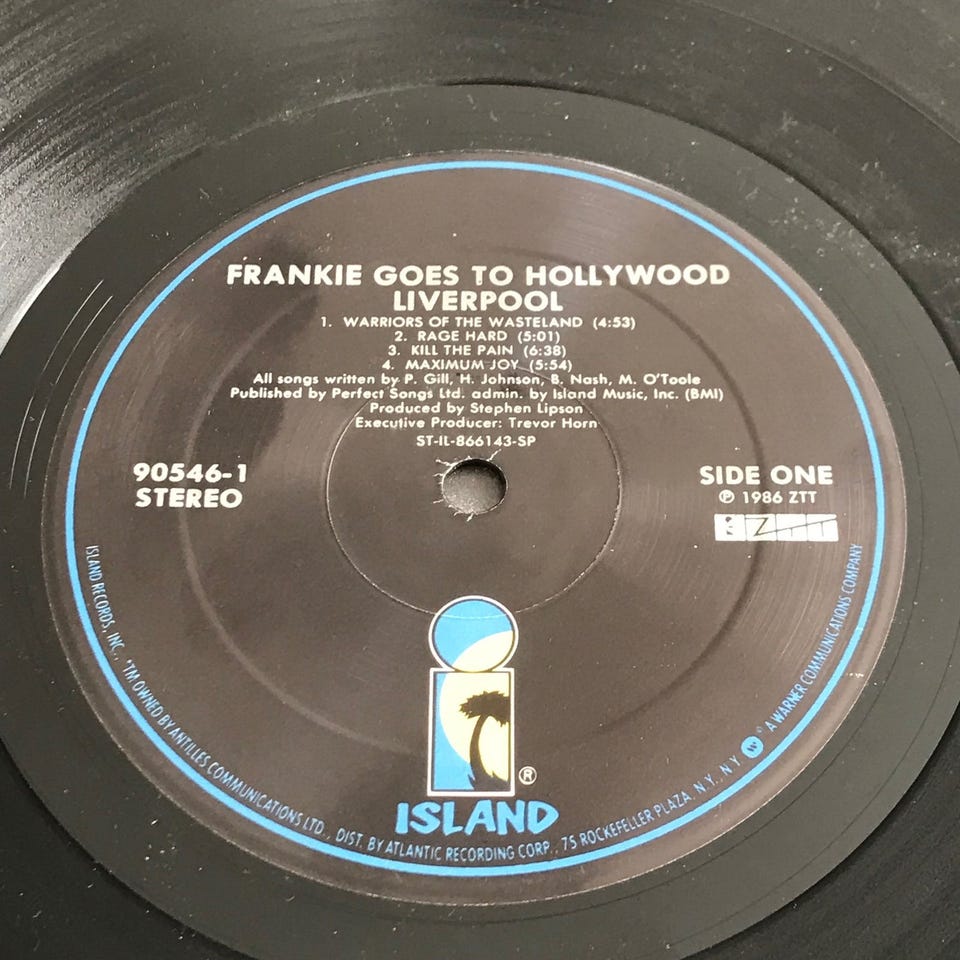 FRANKIE GOES TO HOLLYWOOD
LIVERPOOL
1. WARRIORS OF THE WASTELAND (4:53)
2. RAGE HARD (5:01)
3. KILL THE PAIN (6:38)
4. MAXIMUM JOY (5:54)
All songs written by P. Gill, H. Johnson, B. Nash, M. O'Toole
Published by Perfect Songs Ltd. admin. by Island Music, Inc. (BMI)
Produced by Stephen Lipson
Executive Producer: Trevor Horn
ST-IL-866143-SP
90546-1
STEREO
SIDE ONE
℗ 1986 ZTT
ZTT
®
ISLAND
ISLAND RECORDS, INC., "TM OWNED BY ANTILLES COMMUNICATIONS LTD., DIST. BY ATLANTIC RECORDING CORP., 75 ROCKEFELLER PLAZA, N.Y., N.Y. ® A WARNER COMMUNICATIONS COMPANY